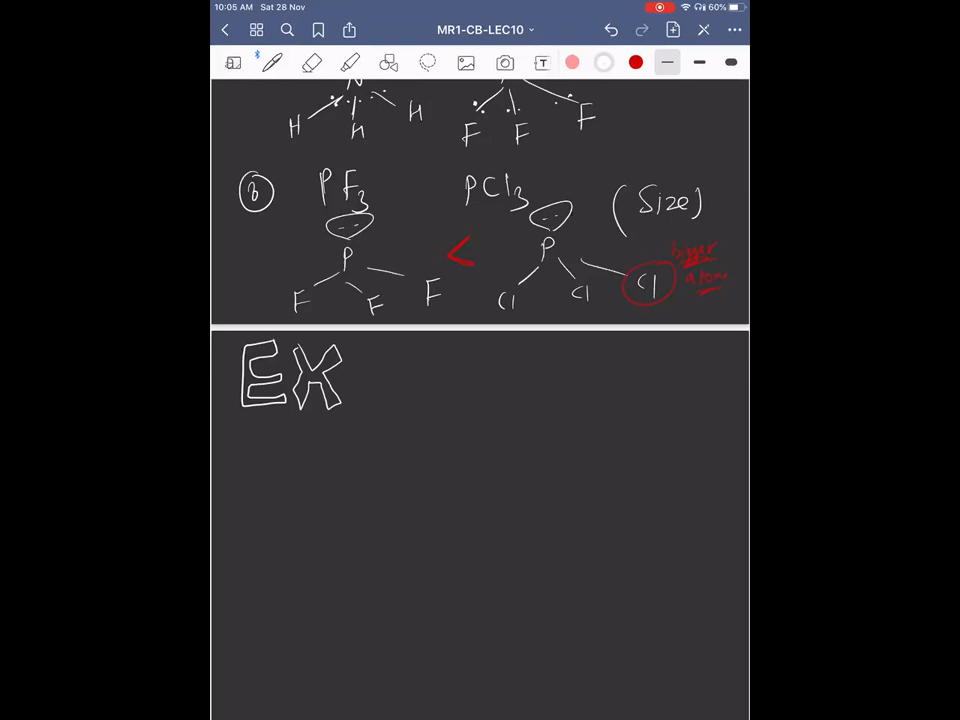 10:05 AM Sat 28 Nov 60%
MR1-CB-LEC10
T
N
H H H F F F
b PF3 PCl3 (Size)
P < P bigger
F F F Cl Cl Cl atom
EX